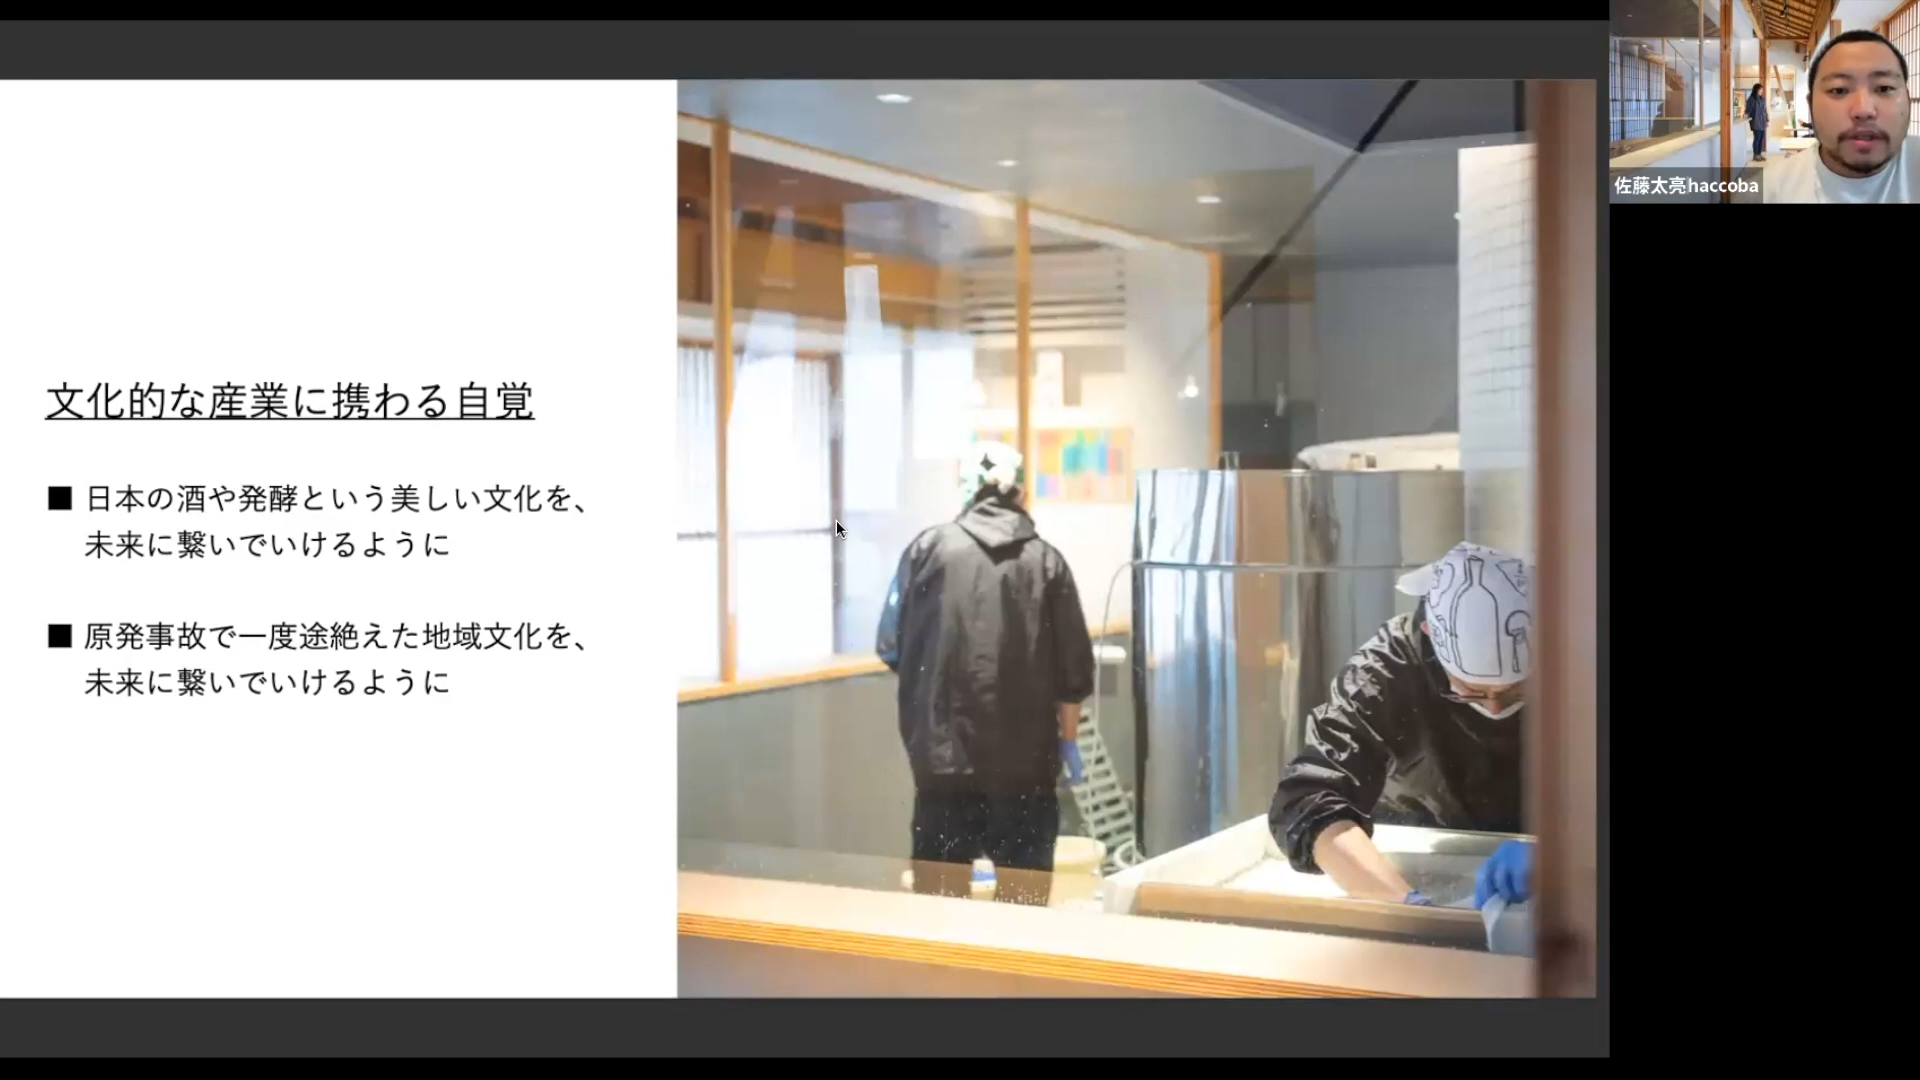 文化的な産業に携わる自覚
■ 日本の酒や発酵という美しい文化を、
未来に繋いでいけるように
■ 原発事故で一度途絶えた地域文化を、
未来に繋いでいけるように
佐藤太亮haccoba